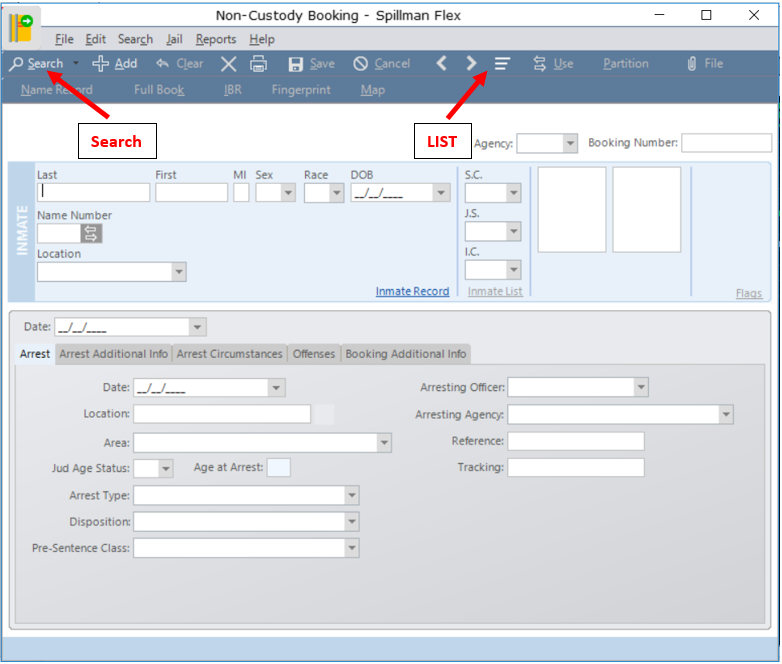 Non-Custody Booking - Spillman Flex
File Edit Search Jail Reports Help
Search Add Clear Save Cancel Use Partition File
Name Record Full Book IBR Fingerprint Map
Search LIST
Agency: Booking Number:
INMATE
Last First MI Sex Race DOB S.C.
__/__/____
Name Number J.S.
Location I.C.
Inmate Record Inmate List Flags
Date: __/__/____
Arrest Arrest Additional Info Arrest Circumstances Offenses Booking Additional Info
Date: __/__/____ Arresting Officer:
Location: Arresting Agency:
Area: Reference:
Jud Age Status: Age at Arrest: Tracking:
Arrest Type:
Disposition:
Pre-Sentence Class: